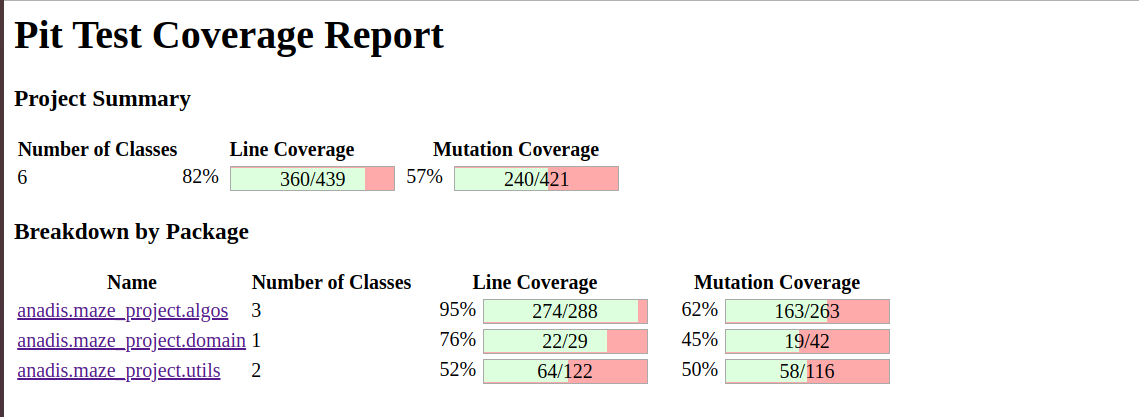 Pit Test Coverage Report
Project Summary
Number of Classes Line Coverage Mutation Coverage
6 82% 360/439 57% 240/421
Breakdown by Package
Name Number of Classes Line Coverage Mutation Coverage
anadis.maze_project.algos 3 95% 274/288 62% 163/263
anadis.maze_project.domain 1 76% 22/29 45% 19/42
anadis.maze_project.utils 2 52% 64/122 50% 58/116